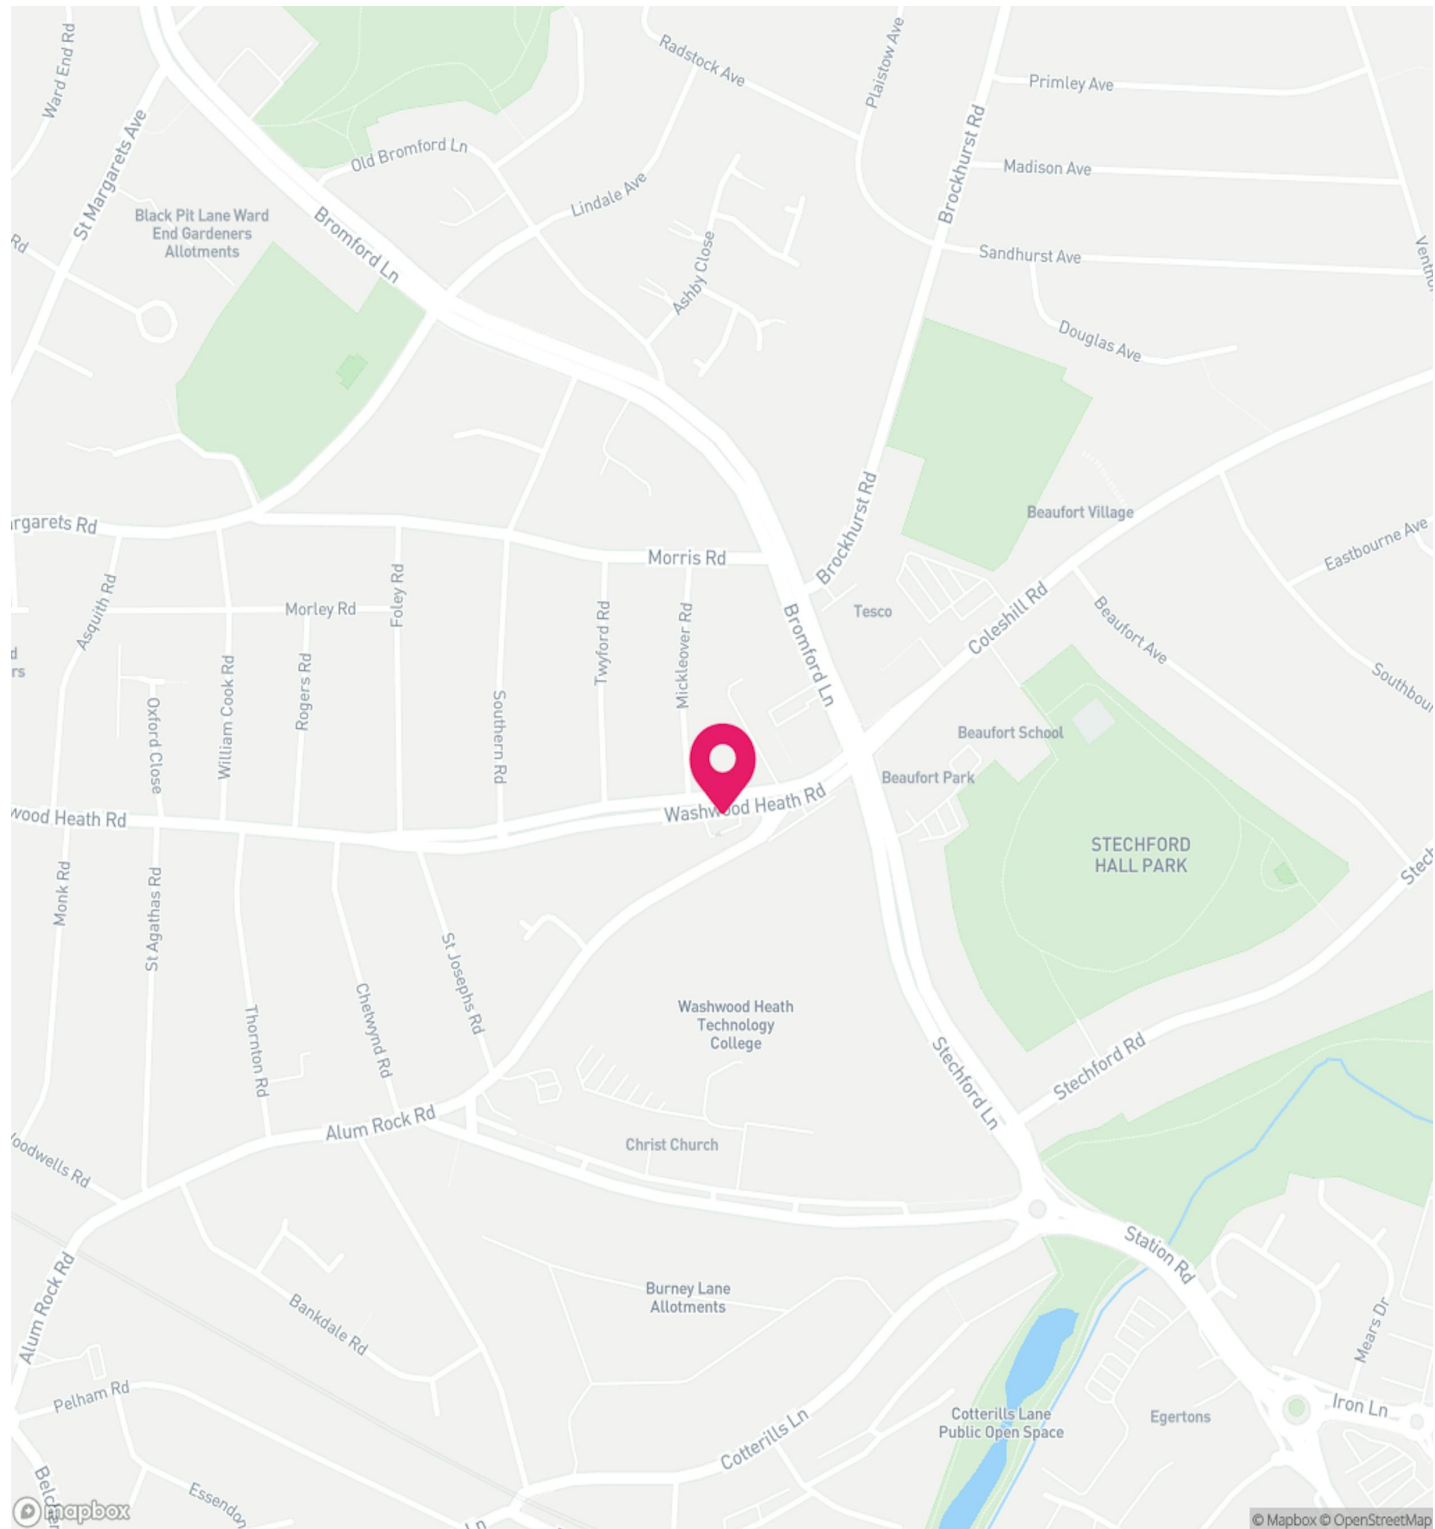 Ward End Rd
St Margarets Ave
Radstock Ave
Plaistow Ave
Primley Ave
Brockhurst Rd
Old Bromford Ln
Madison Ave
Lindale Ave
Black Pit Lane Ward
End Gardeners
Allotments
Rd
Bromford Ln
Ashby Close
Sandhurst Ave
Douglas Ave
Beaufort Village
Eastbourne Ave
Brockhurst Rd
Morris Rd
Asquith Rd
Morley Rd
Foley Rd
Twyford Rd
Mickleover Rd
Bromford Ln
Tesco
Coleshill Rd
Beaufort Ave
Oxford Close
William Cook Rd
Rogers Rd
Southern Rd
Beaufort School
Beaufort Park
Washwood Heath Rd
wood Heath Rd
STECHFORD
HALL PARK
Monk Rd
St Agathas Rd
St Josephs Rd
Thornton Rd
Chetwynd Rd
Washwood Heath
Technology
College
Stechford Ln
Stechford Rd
Alum Rock Rd
Christ Church
Station Rd
Alum Rock Rd
Bankdale Rd
Burney Lane
Allotments
Mears Dr
Pelham Rd
Cotterills Ln
Cotterills Lane
Public Open Space
Egertons
Iron Ln
Essendon
Ln
mapbox
© Mapbox © OpenStreetMap